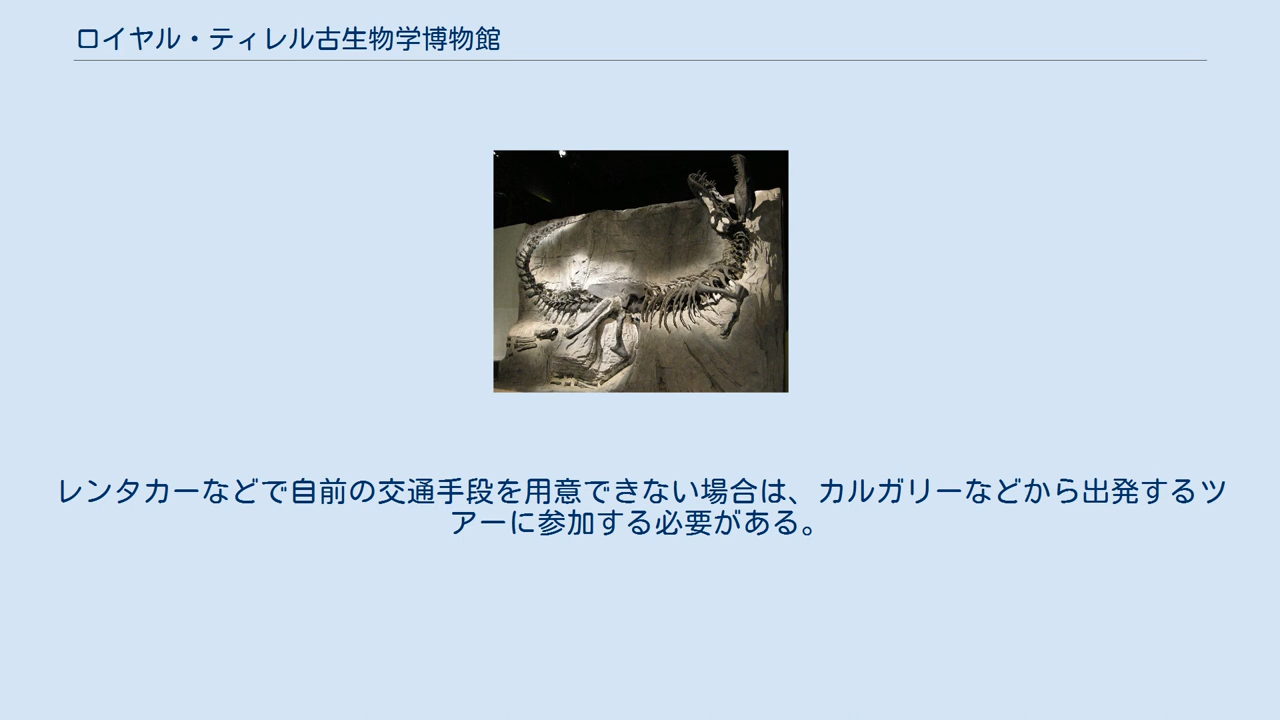 ロイヤル・ティレル古生物学博物館
レンタカーなどで自前の交通手段を用意できない場合は、カルガリーなどから出発するツ
アーに参加する必要がある。